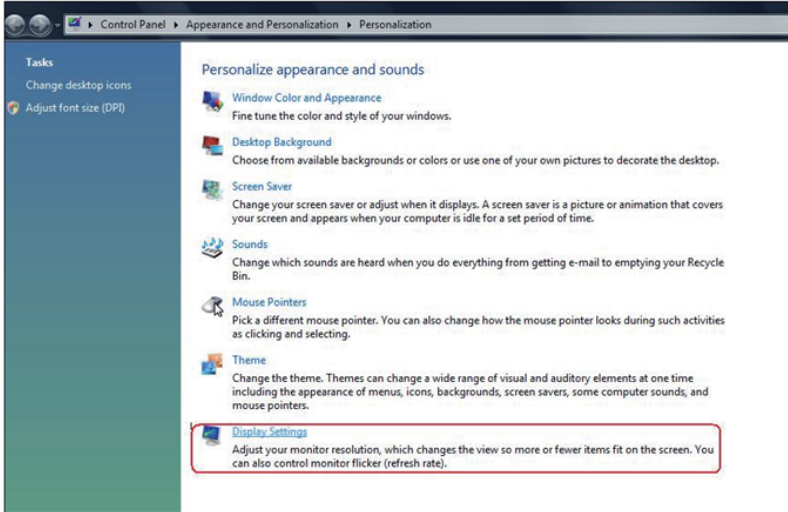 Control Panel ▸ Appearance and Personalization ▸ Personalization
Tasks
Change desktop icons
Adjust font size (DPI)
Personalize appearance and sounds
Window Color and Appearance
Fine tune the color and style of your windows.
Desktop Background
Choose from available backgrounds or colors or use one of your own pictures to decorate the desktop.
Screen Saver
Change your screen saver or adjust when it displays. A screen saver is a picture or animation that covers
your screen and appears when your computer is idle for a set period of time.
Sounds
Change which sounds are heard when you do everything from getting e-mail to emptying your Recycle
Bin.
Mouse Pointers
Pick a different mouse pointer. You can also change how the mouse pointer looks during such activities
as clicking and selecting.
Theme
Change the theme. Themes can change a wide range of visual and auditory elements at one time
including the appearance of menus, icons, backgrounds, screen savers, some computer sounds, and
mouse pointers.
Display Settings
Adjust your monitor resolution, which changes the view so more or fewer items fit on the screen. You
can also control monitor flicker (refresh rate).